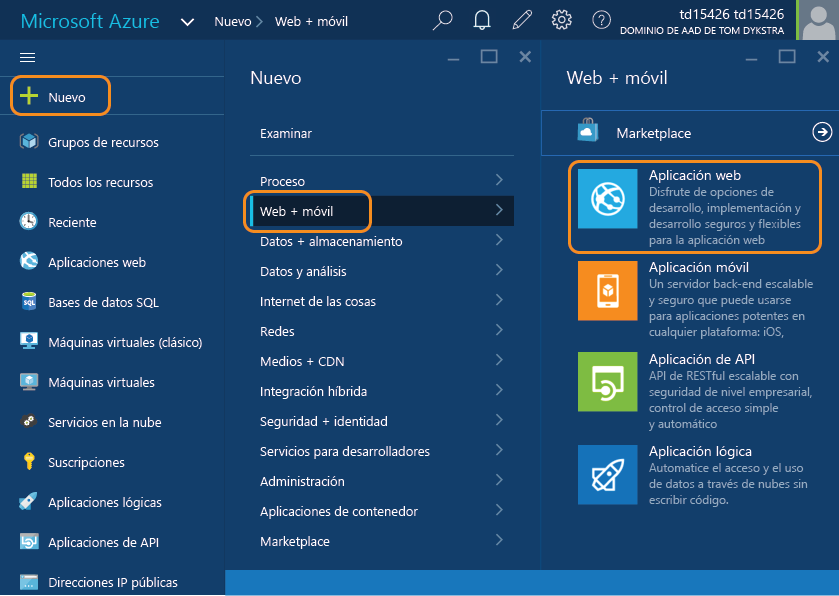 Microsoft Azure
Nuevo
Web + móvil
td15426 td15426
DOMINIO DE AAD DE TOM DYKSTRA
Nuevo
Grupos de recursos
Todos los recursos
Reciente
Aplicaciones web
Bases de datos SQL
Máquinas virtuales (clásico)
Máquinas virtuales
Servicios en la nube
Suscripciones
Aplicaciones lógicas
Aplicaciones de API
Direcciones IP públicas
Nuevo
Examinar
Proceso
Web + móvil
Datos + almacenamiento
Datos y análisis
Internet de las cosas
Redes
Medios + CDN
Integración híbrida
Seguridad + identidad
Servicios para desarrolladores
Administración
Aplicaciones de contenedor
Marketplace
Web + móvil
Marketplace
Aplicación web
Disfrute de opciones de
desarrollo, implementación y
desarrollo seguros y flexibles
para la aplicación web
Aplicación móvil
Un servidor back-end escalable
y seguro que puede usarse
para aplicaciones potentes en
cualquier plataforma: iOS,
Aplicación de API
API de RESTful escalable con
seguridad de nivel empresarial,
control de acceso simple
y automático
Aplicación lógica
Automatice el acceso y el uso
de datos a través de nubes sin
escribir código.